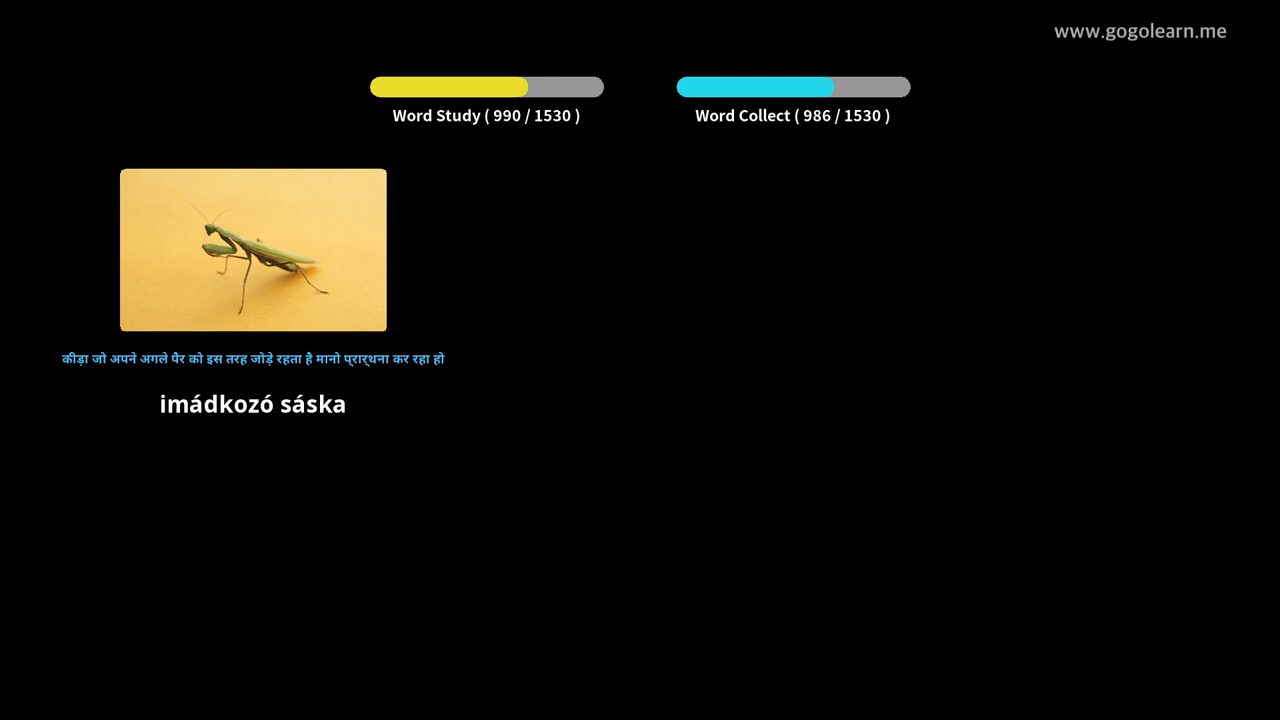 www.gogolearn.me
Word Study ( 990 / 1530 )
Word Collect ( 986 / 1530 )
कीड़ा जो अपने अगले पैर को इस तरह जोड़े रहता है मानो प्रार्थना कर रहा हो
imádkozó sáska